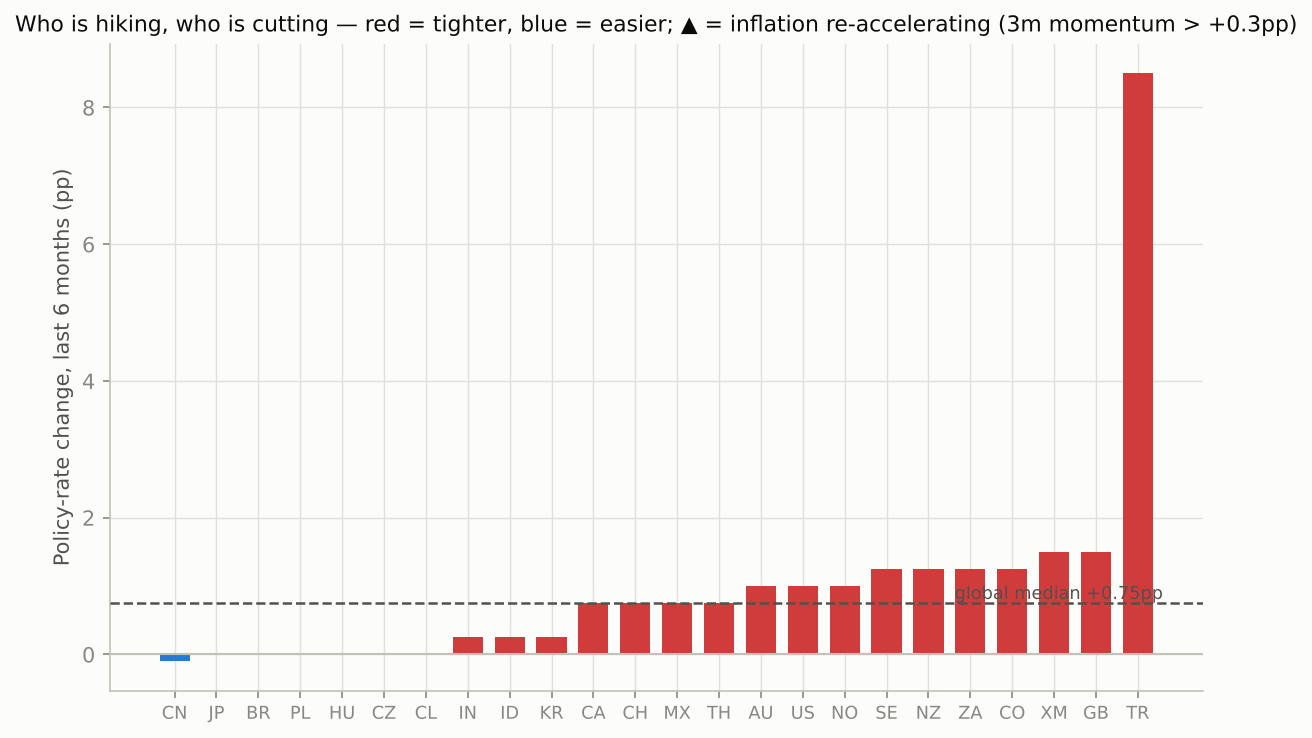 Who is hiking, who is cutting — red = tighter, blue = easier; ▲ = inflation re-accelerating (3m momentum > +0.3pp)
Policy-rate change, last 6 months (pp)
8
6
4
2
0
global median +0.75pp
CN JP BR PL HU CZ CL IN ID KR CA CH MX TH AU US NO SE NZ ZA CO XM GB TR